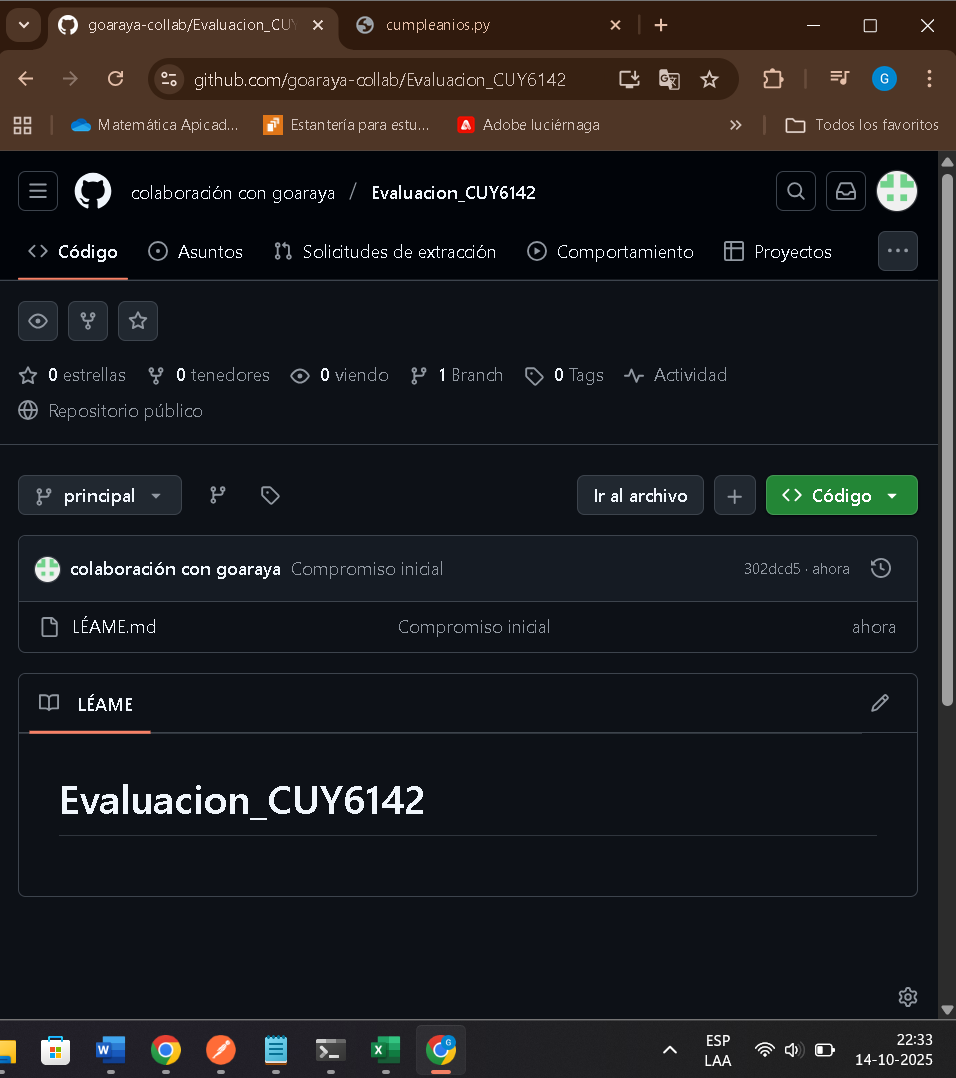 goaraya-collab/Evaluacion_CUY
cumpleanios.py
github.com/goaraya-collab/Evaluacion_CUY6142
G
Matemática Apicad...
Estantería para estu...
Adobe luciérnaga
Todos los favoritos
colaboración con goaraya / Evaluacion_CUY6142
Código
Asuntos
Solicitudes de extracción
Comportamiento
Proyectos
0 estrellas
0 tenedores
0 viendo
1 Branch
0 Tags
Actividad
Repositorio público
principal
Ir al archivo
Código
colaboración con goaraya Compromiso inicial
302dcd5 · ahora
LÉAME.md
Compromiso inicial
ahora
LÉAME
Evaluacion_CUY6142
ESP
LAA
22:33
14-10-2025